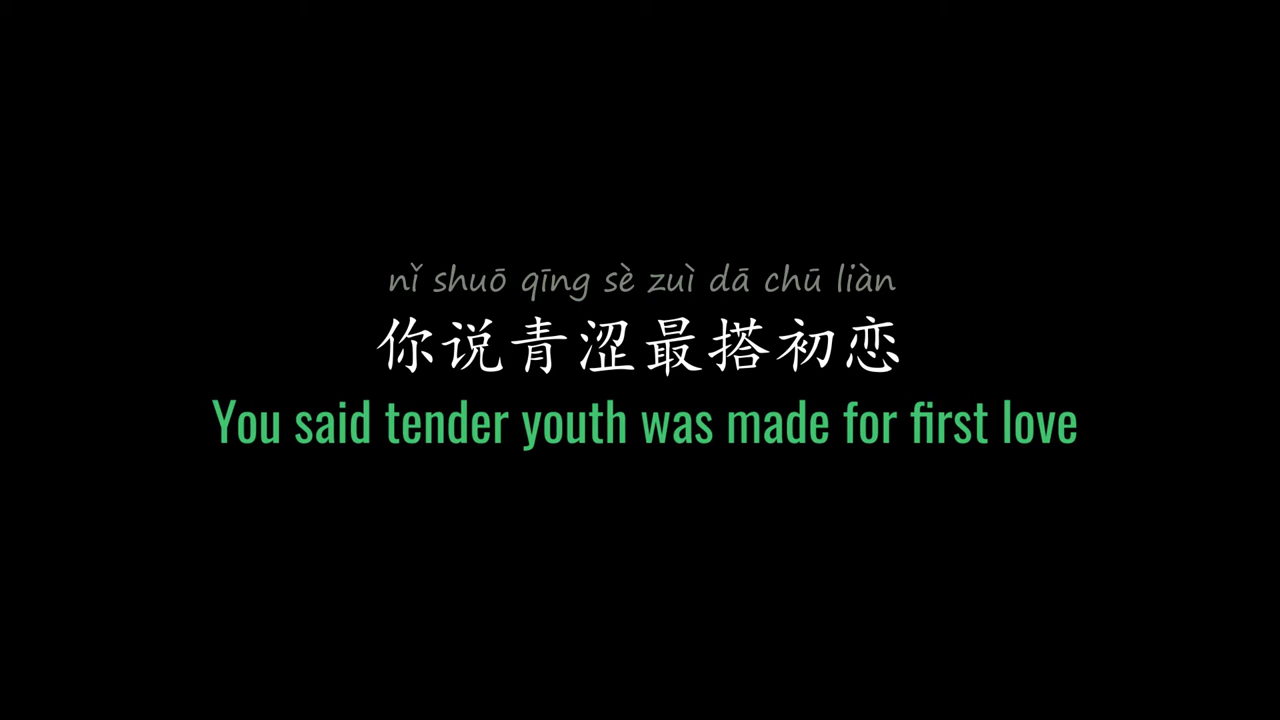 nǐ shuō qīng sè zuì dā chū liàn
你说青涩最搭初恋
You said tender youth was made for first love